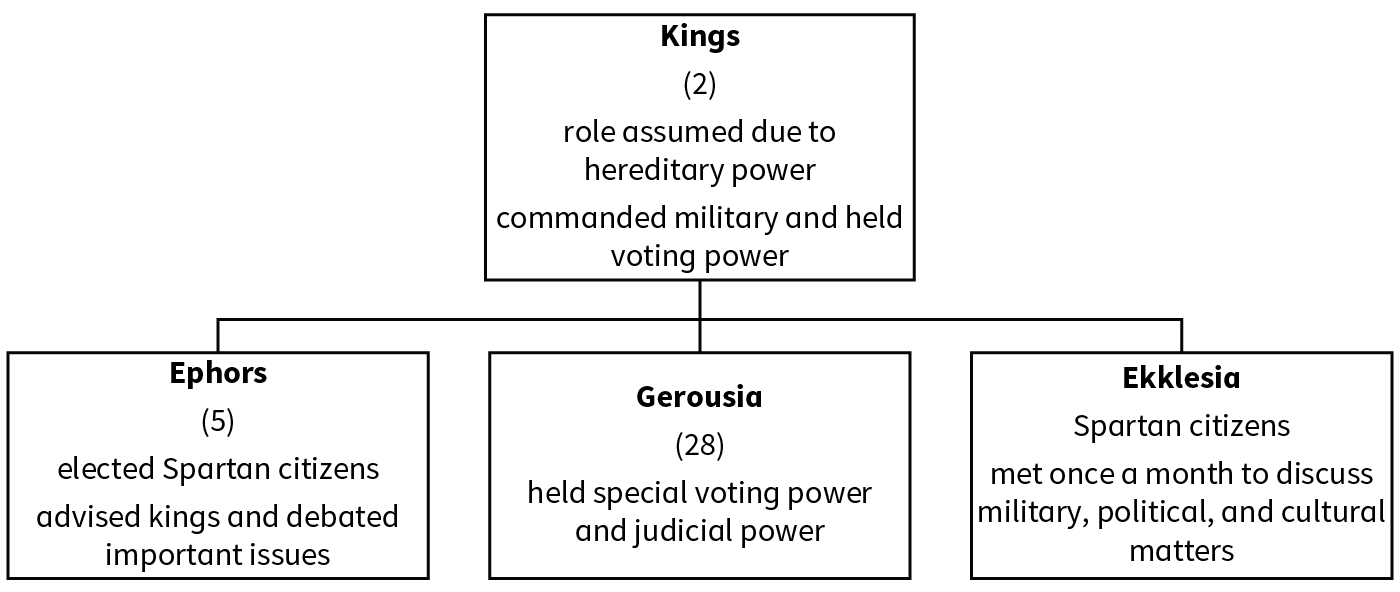 Kings
(2)
role assumed due to
hereditary power
commanded military and held
voting power
Ephors
(5)
elected Spartan citizens
advised kings and debated
important issues
Gerousia
(28)
held special voting power
and judicial power
Ekklesia
Spartan citizens
met once a month to discuss
military, political, and cultural
matters